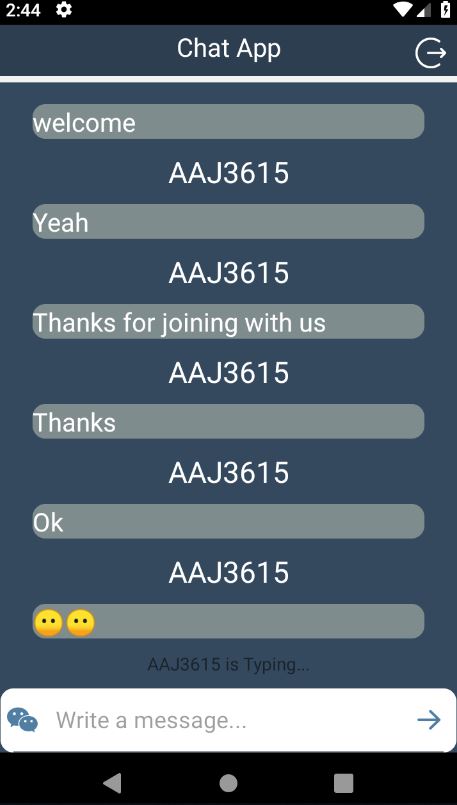 2:44
Chat App
welcome
AAJ3615
Yeah
AAJ3615
Thanks for joining with us
AAJ3615
Thanks
AAJ3615
Ok
AAJ3615
😶😶
AAJ3615 is Typing...
Write a message...